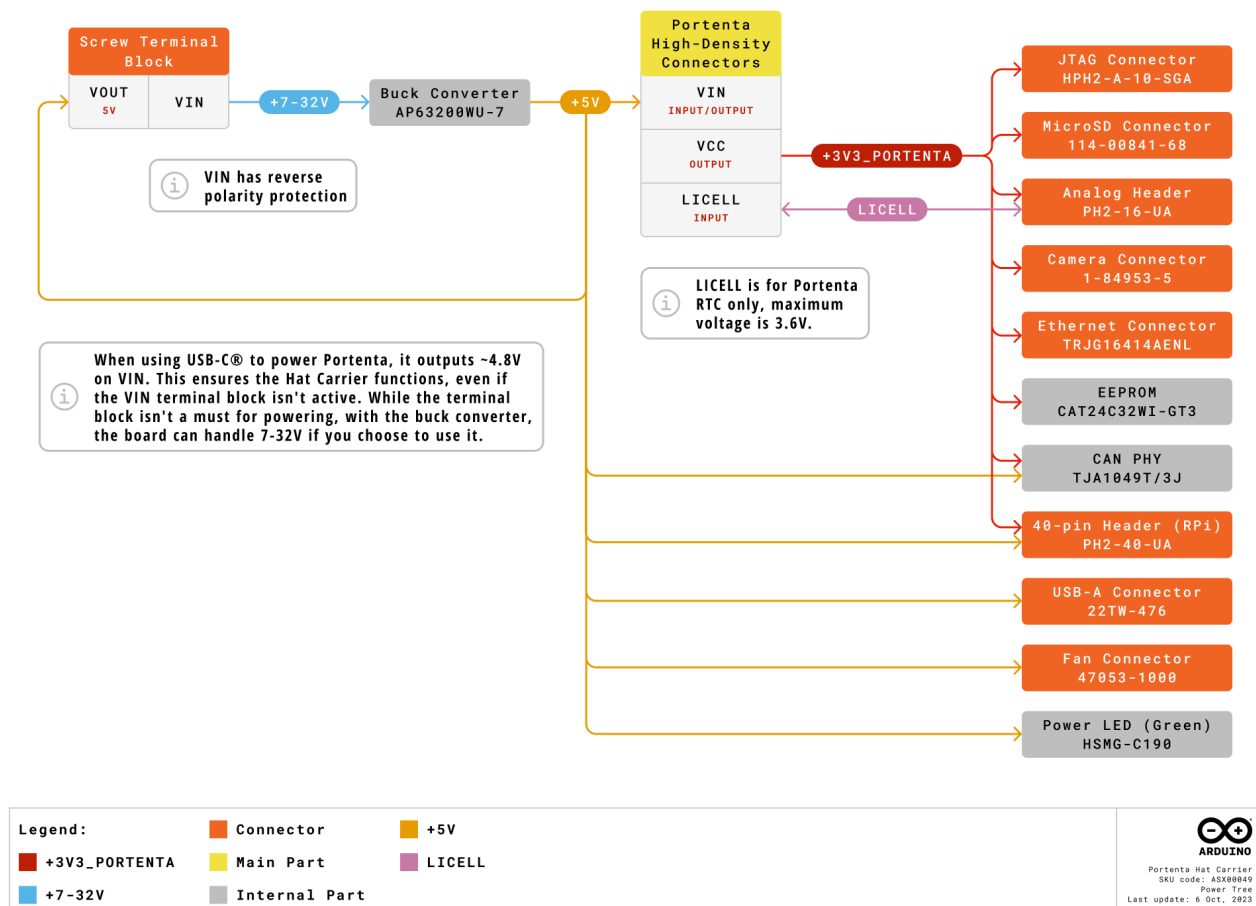 Screw Terminal
Block
VOUT
5V
VIN
+7-32V
Buck Converter
AP63200WU-7
+5V
Portenta
High-Density
Connectors
VIN
INPUT/OUTPUT
VCC
OUTPUT
LICELL
INPUT
+3V3_PORTENTA
LICELL
VIN has reverse
polarity protection
LICELL is for Portenta
RTC only, maximum
voltage is 3.6V.
When using USB-C® to power Portenta, it outputs ~4.8V
on VIN. This ensures the Hat Carrier functions, even if
the VIN terminal block isn't active. While the terminal
block isn't a must for powering, with the buck converter,
the board can handle 7-32V if you choose to use it.
JTAG Connector
HPH2-A-10-SGA
MicroSD Connector
114-00841-68
Analog Header
PH2-16-UA
Camera Connector
1-84953-5
Ethernet Connector
TRJG16414AENL
EEPROM
CAT24C32WI-GT3
CAN PHY
TJA1049T/3J
40-pin Header (RPi)
PH2-40-UA
USB-A Connector
22TW-476
Fan Connector
47053-1000
Power LED (Green)
HSMG-C190
Legend:
+3V3_PORTENTA
+7-32V
Connector
Main Part
Internal Part
+5V
LICELL
ARDUINO
Portenta Hat Carrier
SKU code: ASX00049
Power Tree
Last update: 6 Oct, 2023